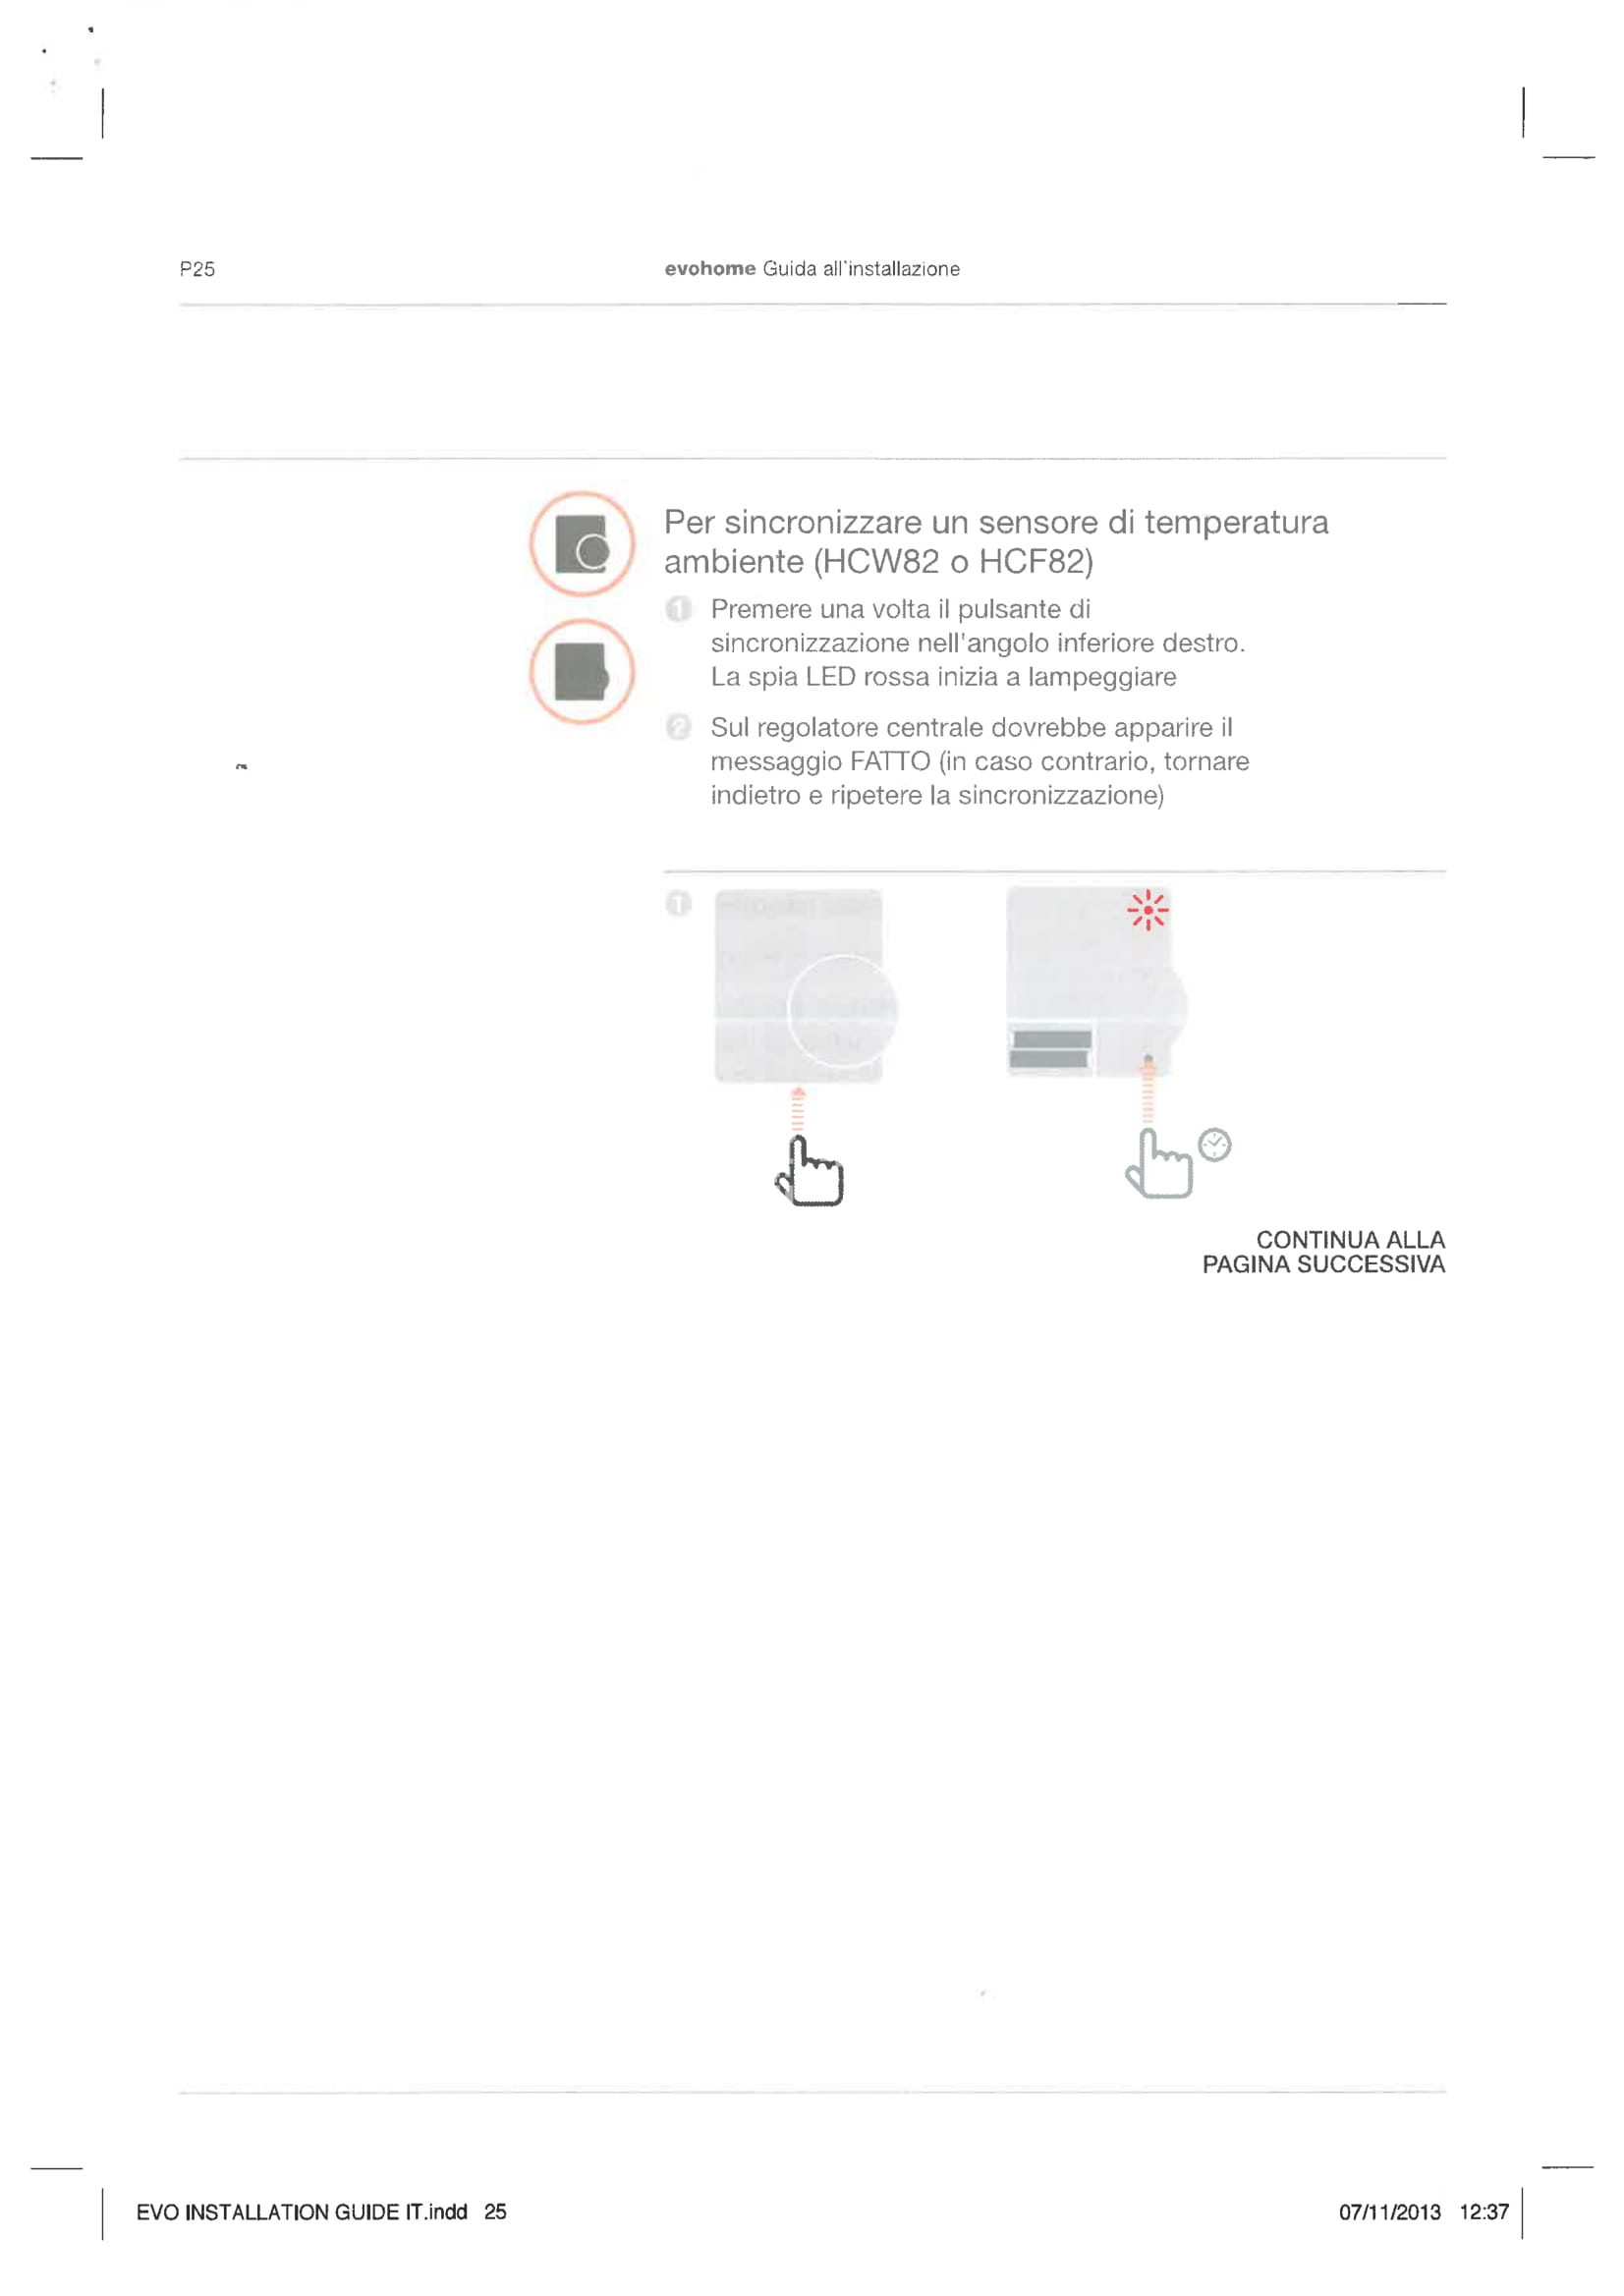 P25
evohome Guida all'installazione
Per sincronizzare un sensore di temperatura
ambiente (HCW82 o HCF82)
1 Premere una volta il pulsante di
sincronizzazione nell'angolo inferiore destro.
La spia LED rossa inizia a lampeggiare
2 Sul regolatore centrale dovrebbe apparire il
messaggio FATTO (in caso contrario, tornare
indietro e ripetere la sincronizzazione)
1
CONTINUA ALLA
PAGINA SUCCESSIVA
EVO INSTALLATION GUIDE IT.indd 25
07/11/2013 12:37